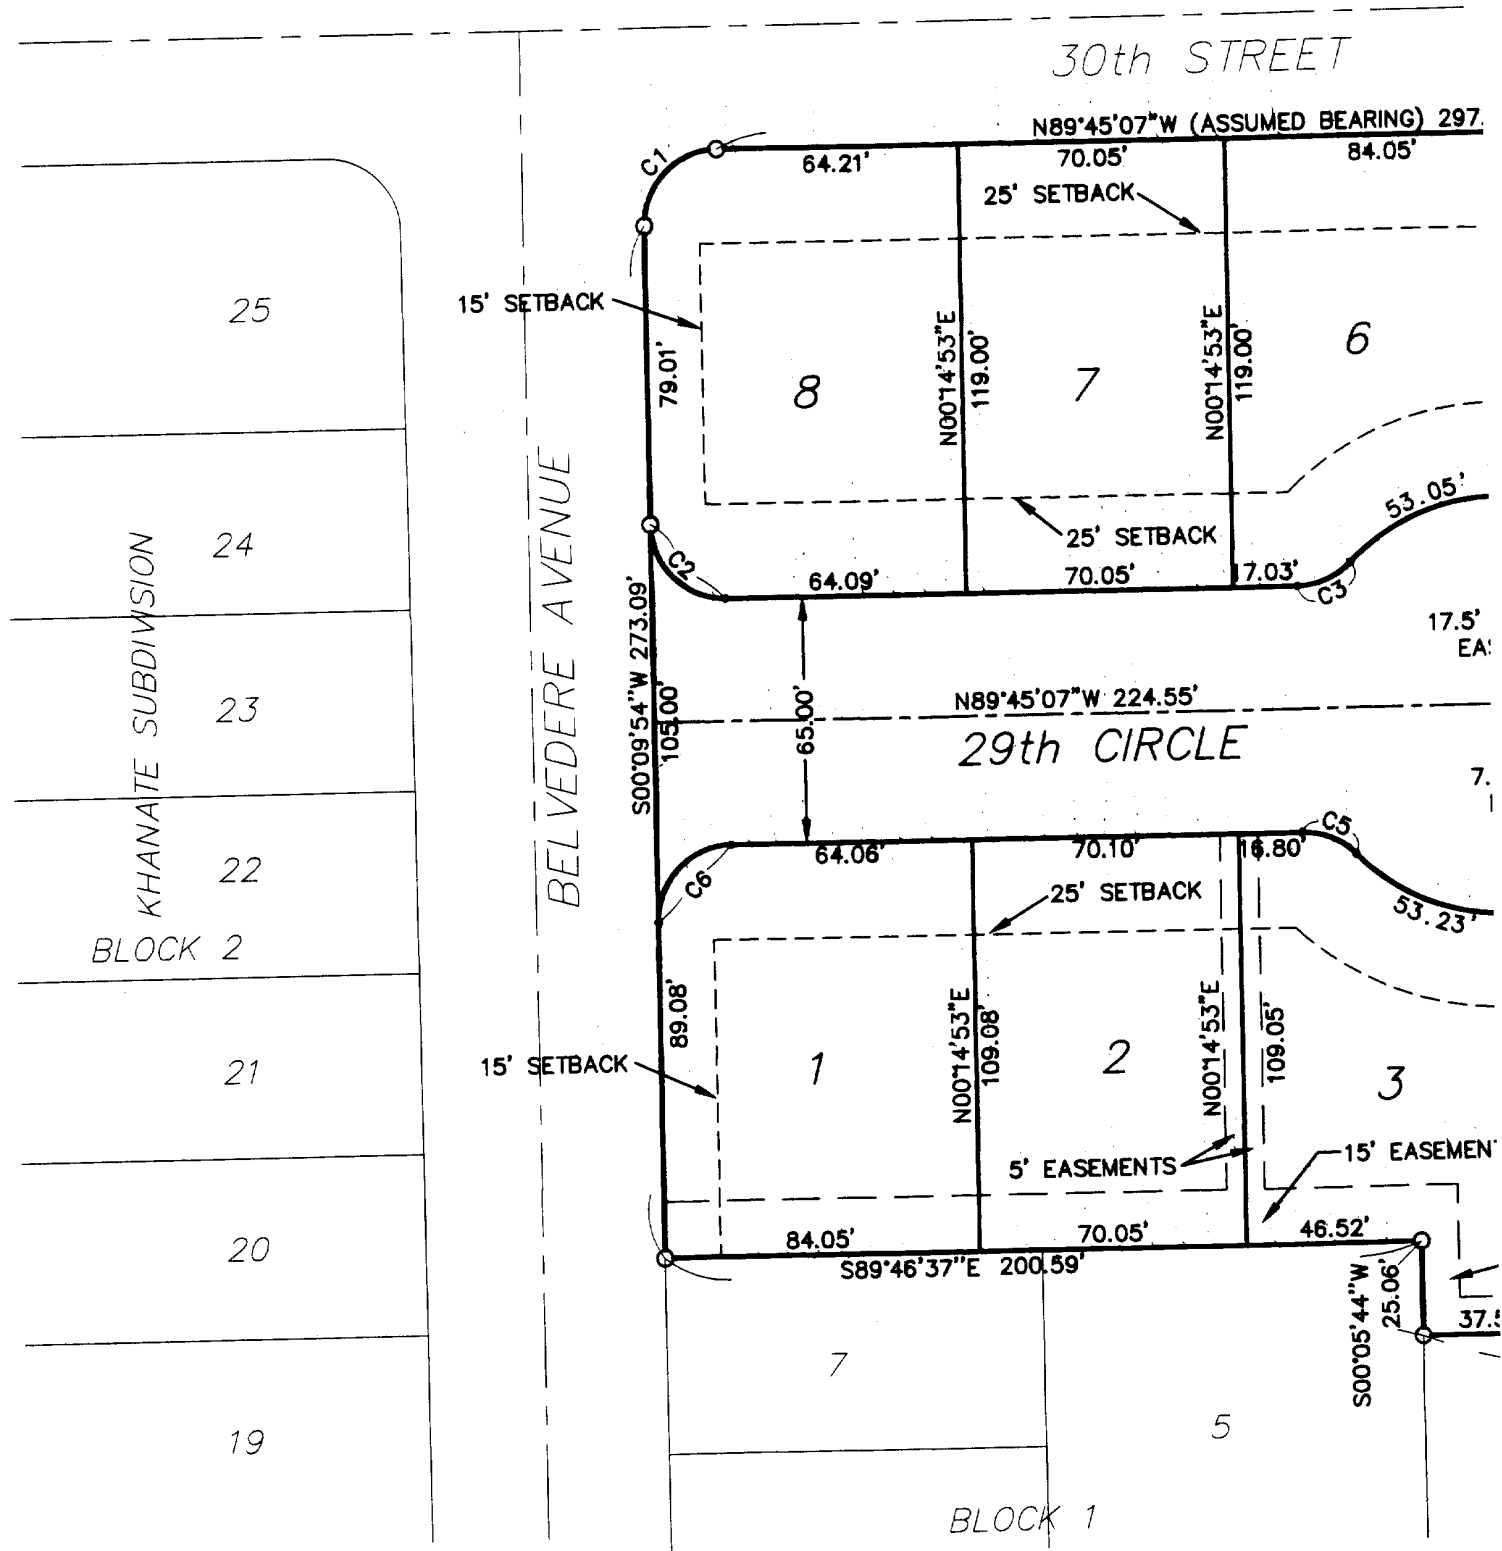 30th STREET
N89°45'07"W (ASSUMED BEARING) 297.
C1
64.21'
70.05'
84.05'
25' SETBACK
15' SETBACK
25
79.01'
8
N00°14'53"E
119.00'
7
N00°14'53"E
119.00'
6
53.05'
25' SETBACK
24
C2
64.09'
70.05'
17.03'
C3
17.5'
EA
KHANATE SUBDIVISION
BELVEDERE AVENUE
S00°09'54"W 273.09'
105.00'
65.00'
23
N89°45'07"W 224.55'
29th CIRCLE
7.
22
BLOCK 2
C6
64.06'
70.10'
16.80'
C5
53.23'
25' SETBACK
89.08'
15' SETBACK
21
1
N00°14'53"E
109.08'
2
N00°14'53"E
109.05'
3
5' EASEMENTS
15' EASEMEN
20
84.05'
70.05'
46.52'
S89°46'37"E 200.59'
S00°05'44"W
25.06'
37.5
7
5
19
BLOCK 1